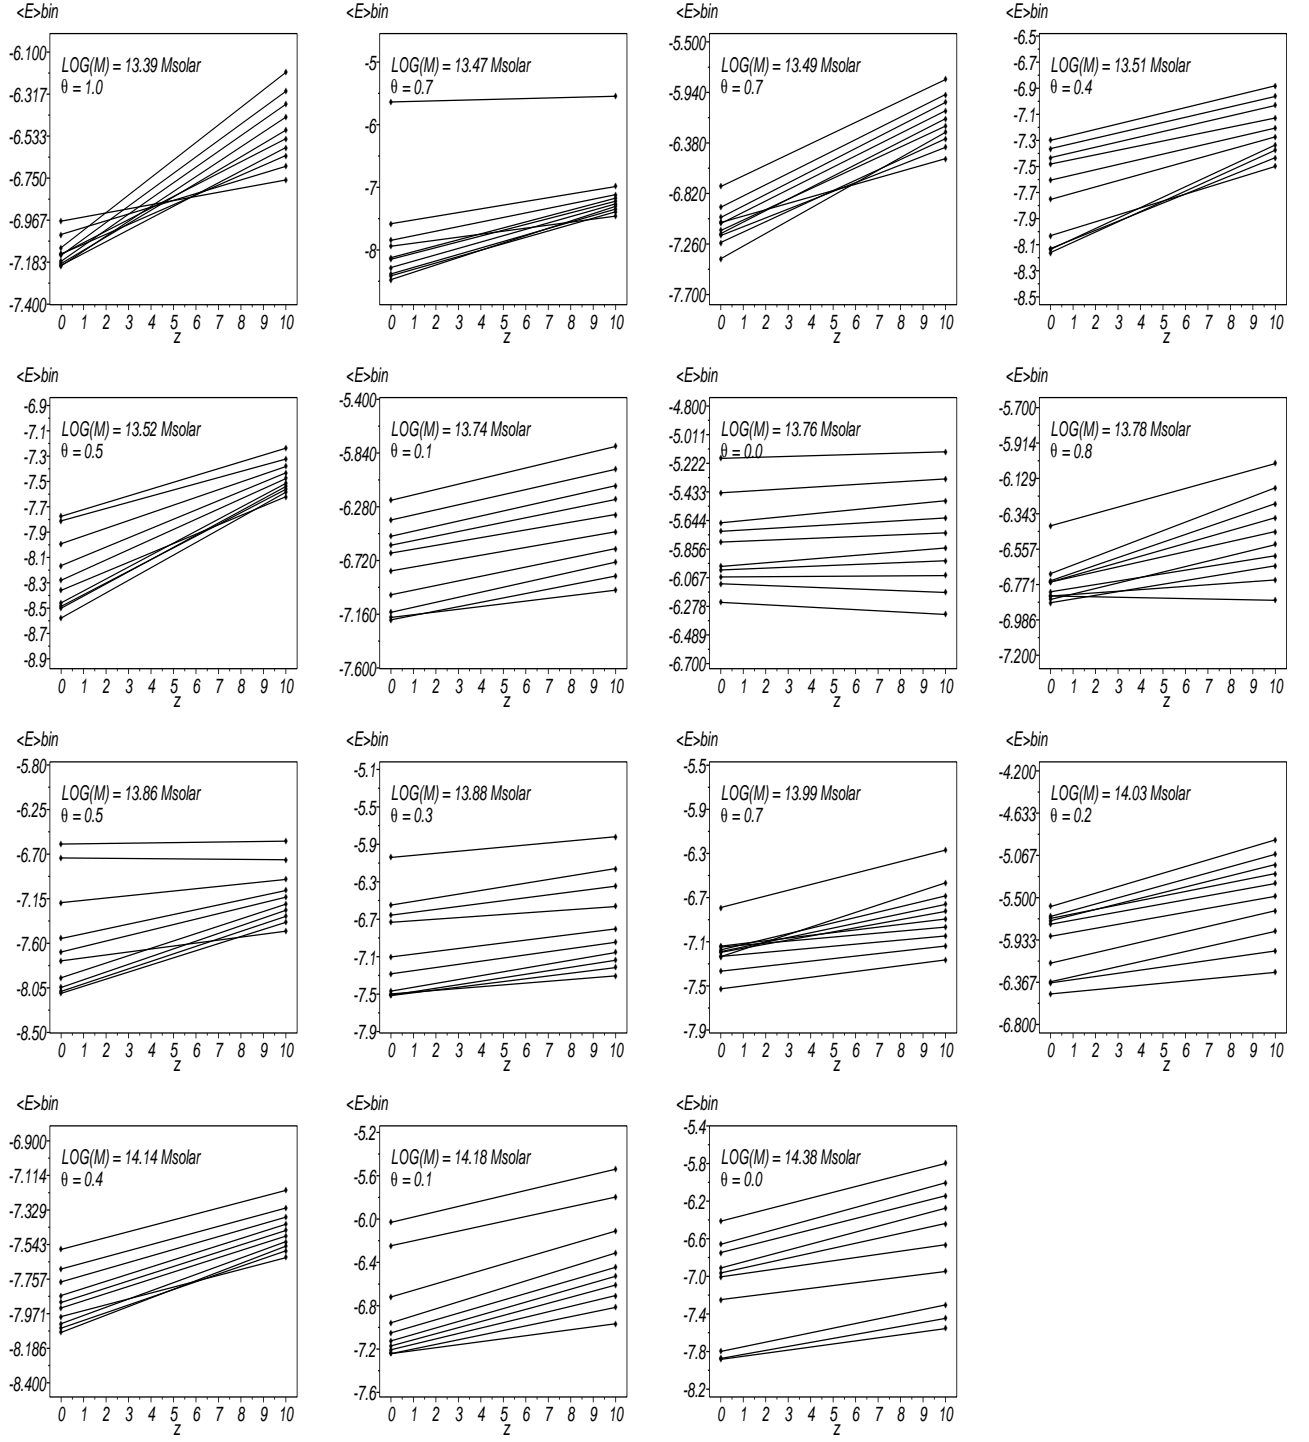 <E>bin
-6.100
-6.317
-6.533
-6.750
-6.967
-7.183
-7.400
LOG(M) = 13.39 Msolar
θ = 1.0
0 1 2 3 4 5 6 7 8 9 10
z
<E>bin
-5
-6
-7
-8
LOG(M) = 13.47 Msolar
θ = 0.7
0 1 2 3 4 5 6 7 8 9 10
z
<E>bin
-5.500
-5.940
-6.380
-6.820
-7.260
-7.700
LOG(M) = 13.49 Msolar
θ = 0.7
0 1 2 3 4 5 6 7 8 9 10
z
<E>bin
-6.5
-6.7
-6.9
-7.1
-7.3
-7.5
-7.7
-7.9
-8.1
-8.3
-8.5
LOG(M) = 13.51 Msolar
θ = 0.4
0 1 2 3 4 5 6 7 8 9 10
z
<E>bin
-6.9
-7.1
-7.3
-7.5
-7.7
-7.9
-8.1
-8.3
-8.5
-8.7
-8.9
LOG(M) = 13.52 Msolar
θ = 0.5
0 1 2 3 4 5 6 7 8 9 10
z
<E>bin
-5.400
-5.840
-6.280
-6.720
-7.160
-7.600
LOG(M) = 13.74 Msolar
θ = 0.1
0 1 2 3 4 5 6 7 8 9 10
z
<E>bin
-4.800
-5.011
-5.222
-5.433
-5.644
-5.856
-6.067
-6.278
-6.489
-6.700
LOG(M) = 13.76 Msolar
θ = 0.0
0 1 2 3 4 5 6 7 8 9 10
z
<E>bin
-5.700
-5.914
-6.129
-6.343
-6.557
-6.771
-6.986
-7.200
LOG(M) = 13.78 Msolar
θ = 0.8
0 1 2 3 4 5 6 7 8 9 10
z
<E>bin
-5.80
-6.25
-6.70
-7.15
-7.60
-8.05
-8.50
LOG(M) = 13.86 Msolar
θ = 0.5
0 1 2 3 4 5 6 7 8 9 10
z
<E>bin
-5.1
-5.5
-5.9
-6.3
-6.7
-7.1
-7.5
-7.9
LOG(M) = 13.88 Msolar
θ = 0.3
0 1 2 3 4 5 6 7 8 9 10
z
<E>bin
-5.5
-5.9
-6.3
-6.7
-7.1
-7.5
-7.9
LOG(M) = 13.99 Msolar
θ = 0.7
0 1 2 3 4 5 6 7 8 9 10
z
<E>bin
-4.200
-4.633
-5.067
-5.500
-5.933
-6.367
-6.800
LOG(M) = 14.03 Msolar
θ = 0.2
0 1 2 3 4 5 6 7 8 9 10
z
<E>bin
-6.900
-7.114
-7.329
-7.543
-7.757
-7.971
-8.186
-8.400
LOG(M) = 14.14 Msolar
θ = 0.4
0 1 2 3 4 5 6 7 8 9 10
z
<E>bin
-5.2
-5.6
-6.0
-6.4
-6.8
-7.2
-7.6
LOG(M) = 14.18 Msolar
θ = 0.1
0 1 2 3 4 5 6 7 8 9 10
z
<E>bin
-5.4
-5.8
-6.2
-6.6
-7.0
-7.4
-7.8
-8.2
LOG(M) = 14.38 Msolar
θ = 0.0
0 1 2 3 4 5 6 7 8 9 10
z